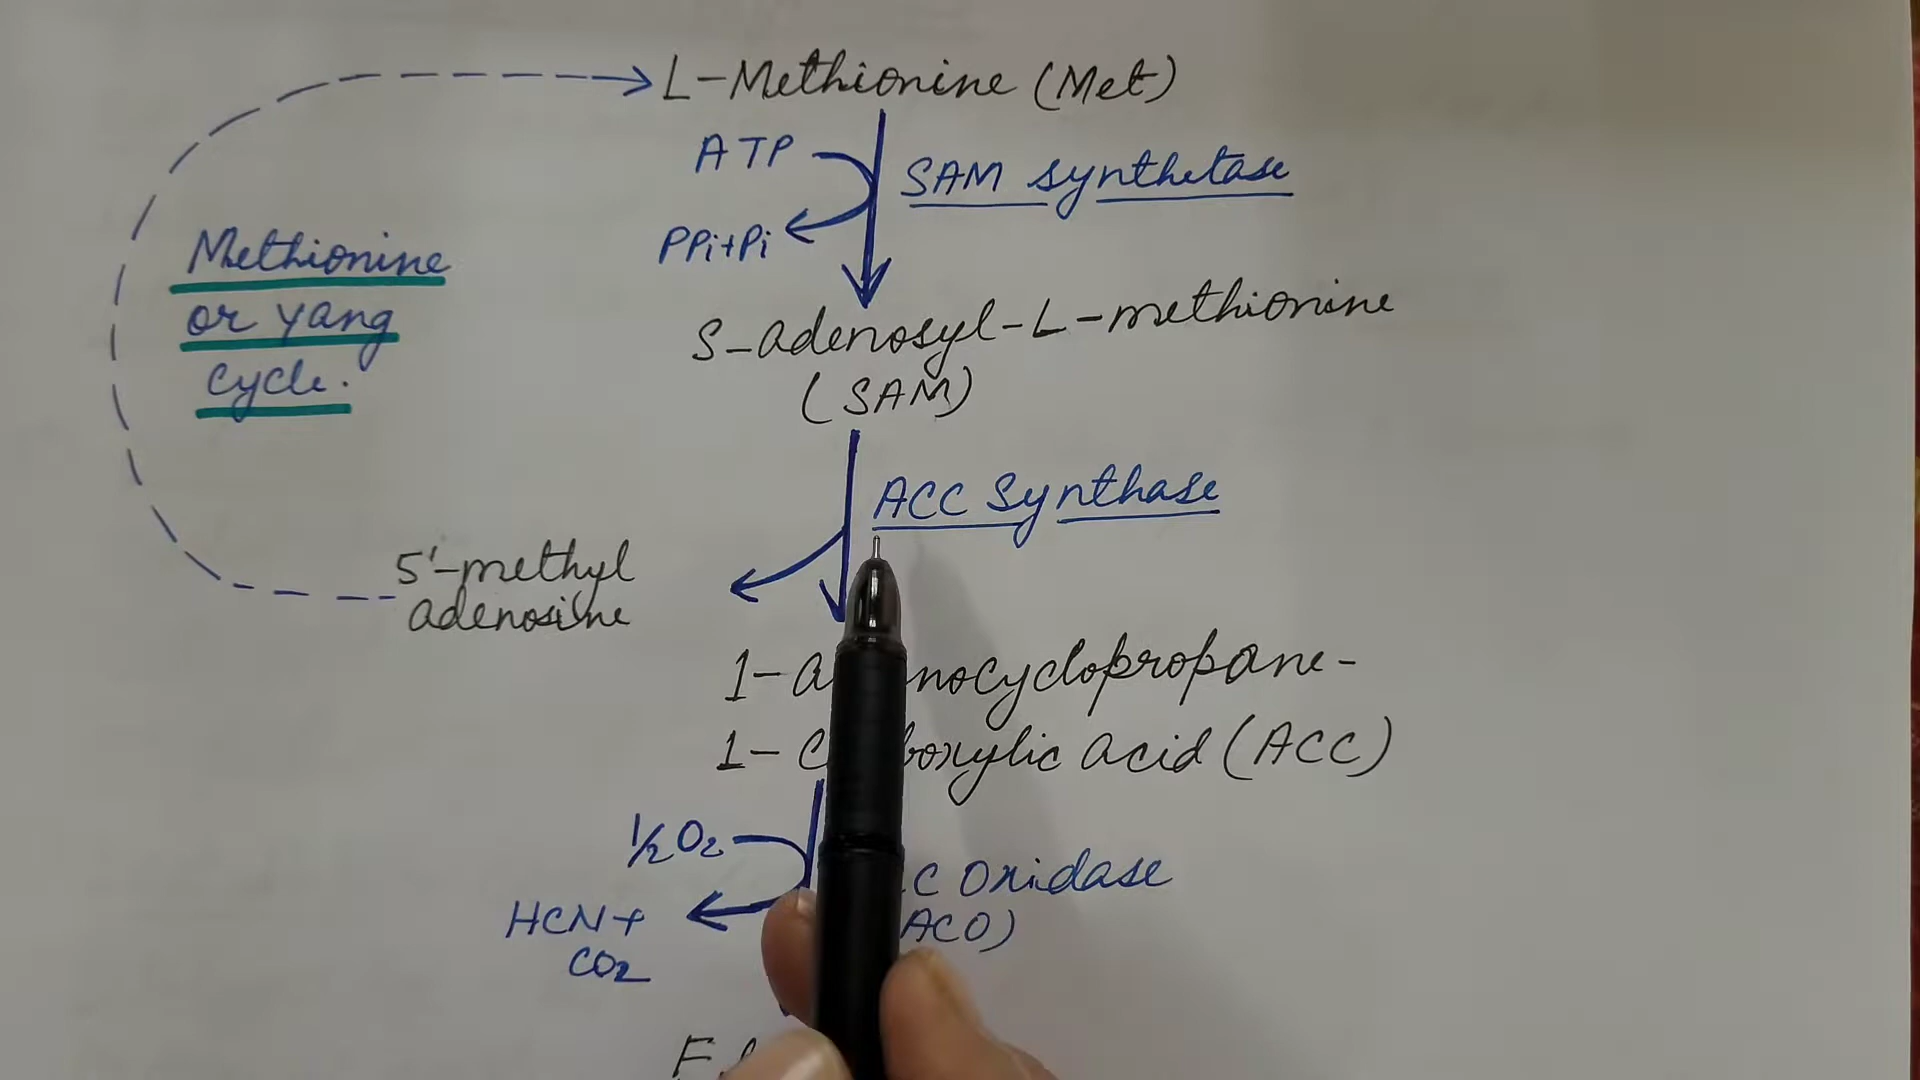 L-Methionine (Met)
ATP
SAM synthetase
PPi+Pi
Methionine
or yang
cycle.
S-adenosyl-L-methionine
(SAM)
ACC synthase
5'-methyl
adenosine
1-
nocyclopropane-
1-
boxylic acid (ACC)
½O₂
C Oxidase
HCN+
ACO)
CO₂